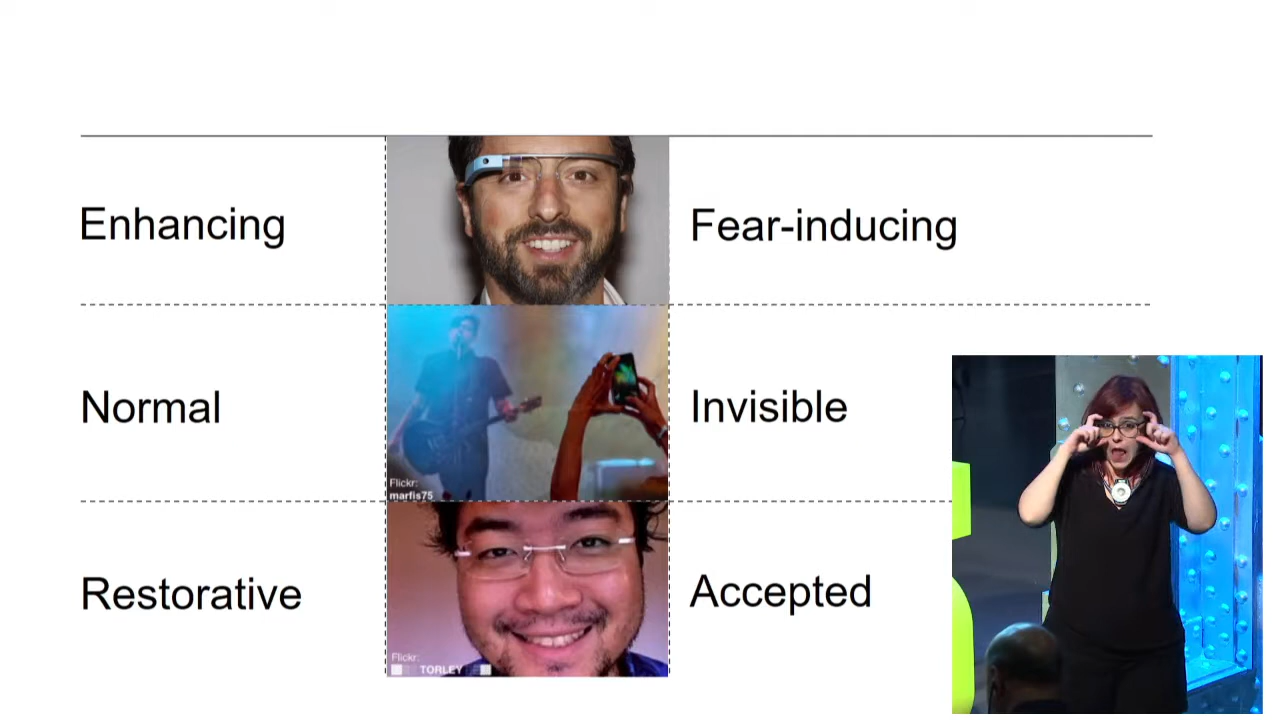 Enhancing
Fear-inducing
Normal
Invisible
Flickr:
marfis75
Restorative
Accepted
Flickr:
TORLEY